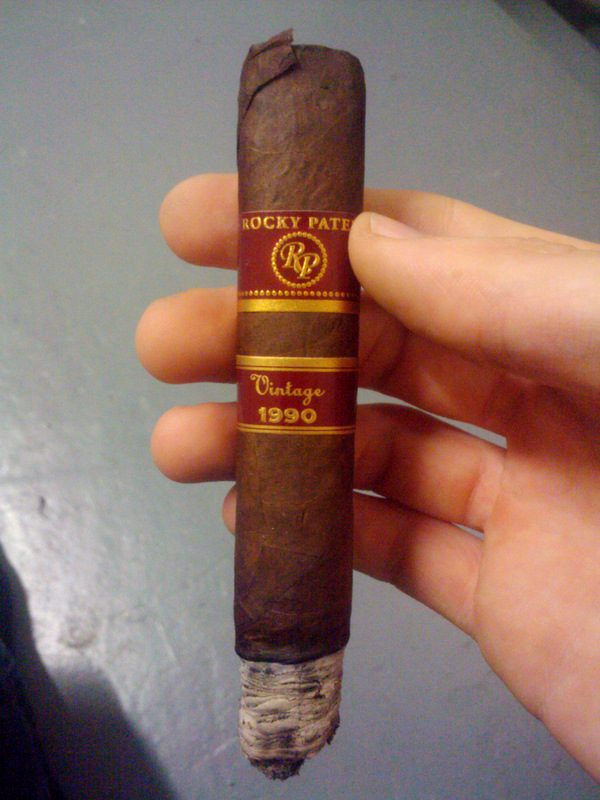 ROCKY PATE
RP
Vintage
1990